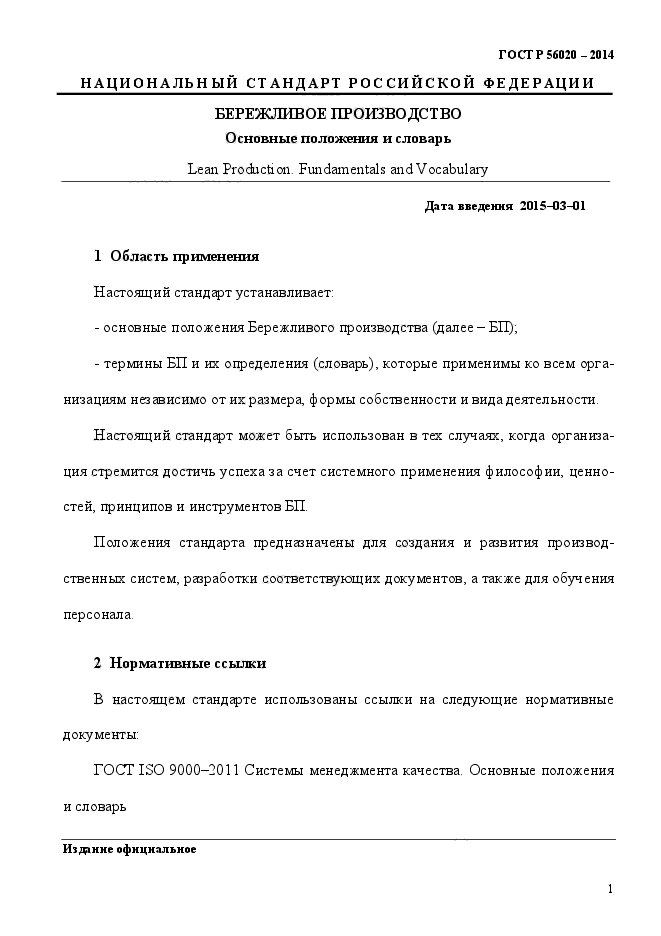 ГОСТ Р 56020 – 2014
НАЦИОНАЛЬНЫЙ СТАНДАРТ РОССИЙСКОЙ ФЕДЕРАЦИИ
БЕРЕЖЛИВОЕ ПРОИЗВОДСТВО
Основные положения и словарь
Lean Production. Fundamentals and Vocabulary
Дата введения 2015–03–01
1 Область применения
Настоящий стандарт устанавливает:
- основные положения Бережливого производства (далее – БП);
- термины БП и их определения (словарь), которые применимы ко всем орга-
низациям независимо от их размера, формы собственности и вида деятельности.
Настоящий стандарт может быть использован в тех случаях, когда организа-
ция стремится достичь успеха за счет системного применения философии, ценно-
стей, принципов и инструментов БП.
Положения стандарта предназначены для создания и развития производ-
ственных систем, разработки соответствующих документов, а также для обучения
персонала.
2 Нормативные ссылки
В настоящем стандарте использованы ссылки на следующие нормативные
документы:
ГОСТ ISO 9000–2011 Системы менеджмента качества. Основные положения
и словарь
Издание официальное
1